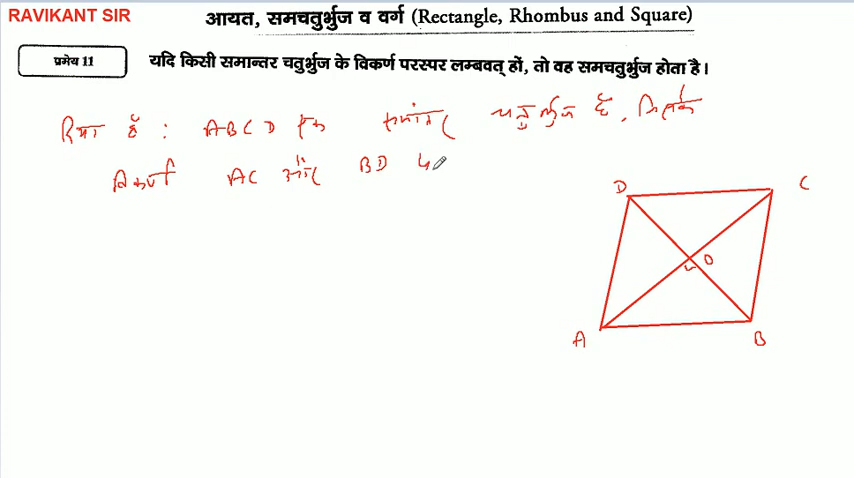 RAVIKANT SIR
आयत, समचतुर्भुज व वर्ग (Rectangle, Rhombus and Square)
प्रमेय 11
यदि किसी समान्तर चतुर्भुज के विकर्ण परस्पर लम्बवत् हों, तो वह समचतुर्भुज होता है।
दिया है : ABCD एक समांतर चतुर्भुज है, जिसके
विकर्ण AC और BD
D C
O
A B